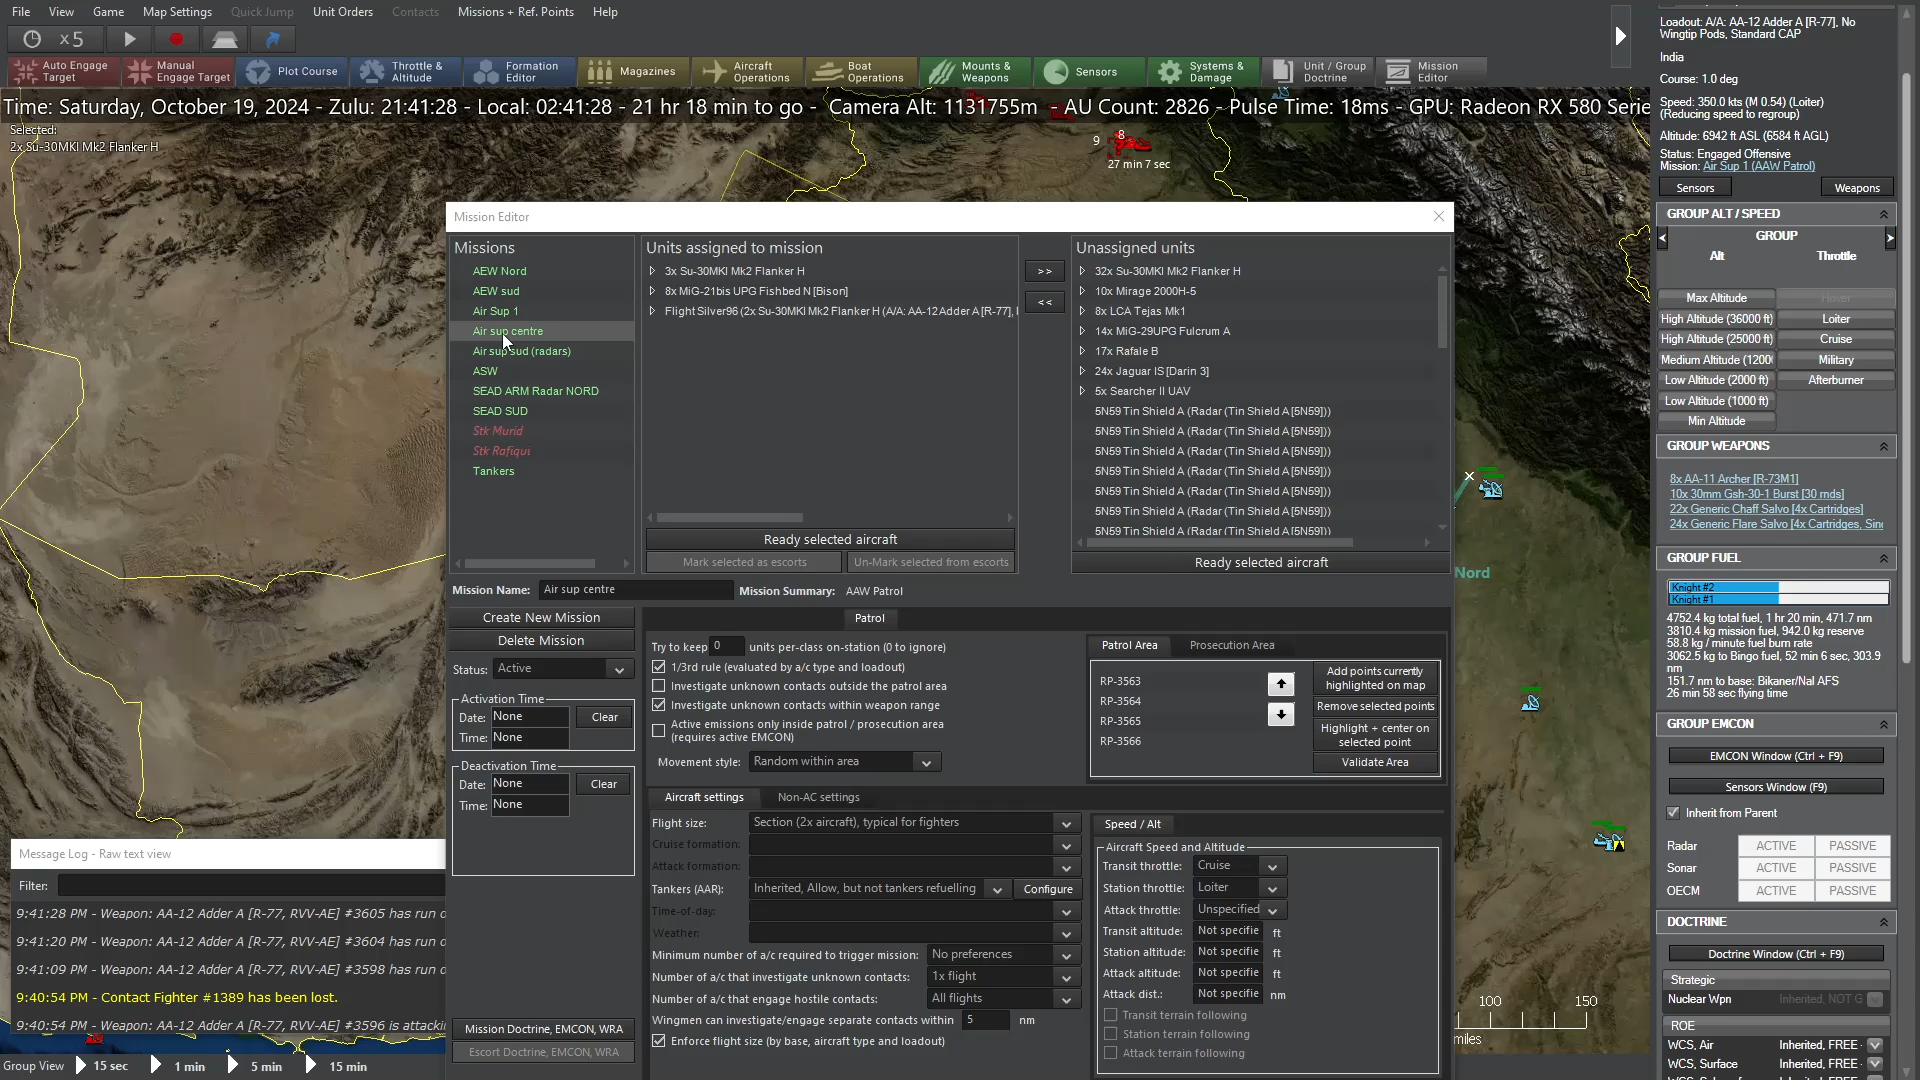 File View Game Map Settings Quick Jump Unit Orders Contacts Missions + Ref. Points Help
x 5
Auto Engage Target
Manual Engage Target
Plot Course
Throttle & Altitude
Formation Editor
Magazines
Aircraft Operations
Boat Operations
Mounts & Weapons
Sensors
Systems & Damage
Unit / Group Doctrine
Mission Editor
Time: Saturday, October 19, 2024 - Zulu: 21:41:28 - Local: 02:41:28 - 21 hr 18 min to go - Camera Alt: 1131755m - AU Count: 2826 - Pulse Time: 18ms - GPU: Radeon RX 580 Serie
Selected:
2x Su-30MKI Mk2 Flanker H
9 8
27 min 7 sec
Mission Editor
Missions
AEW Nord
AEW sud
Air Sup 1
Air sup centre
Air sup sud (radars)
ASW
SEAD ARM Radar NORD
SEAD SUD
Stk Murid
Stk Rafiqui
Tankers
Units assigned to mission
3x Su-30MKI Mk2 Flanker H
8x MiG-21bis UPG Fishbed N [Bison]
Flight Silver96 (2x Su-30MKI Mk2 Flanker H (A/A: AA-12 Adder A [R-77],
Ready selected aircraft
Mark selected as escorts
Un-Mark selected from escorts
>>
<<
Unassigned units
32x Su-30MKI Mk2 Flanker H
10x Mirage 2000H-5
8x LCA Tejas Mk1
14x MiG-29UPG Fulcrum A
17x Rafale B
24x Jaguar IS [Darin 3]
5x Searcher II UAV
5N59 Tin Shield A (Radar (Tin Shield A [5N59]))
5N59 Tin Shield A (Radar (Tin Shield A [5N59]))
5N59 Tin Shield A (Radar (Tin Shield A [5N59]))
5N59 Tin Shield A (Radar (Tin Shield A [5N59]))
5N59 Tin Shield A (Radar (Tin Shield A [5N59]))
5N59 Tin Shield A (Radar (Tin Shield A [5N59]))
5N59 Tin Shield A (Radar (Tin Shield A [5N59]))
Ready selected aircraft
Mission Name: Air sup centre
Mission Summary: AAW Patrol
Create New Mission
Delete Mission
Status: Active
Activation Time
Date: None Clear
Time: None
Deactivation Time
Date: None Clear
Time: None
Mission Doctrine, EMCON, WRA
Escort Doctrine, EMCON, WRA
Patrol
Try to keep 0 units per-class on-station (0 to ignore)
1/3rd rule (evaluated by a/c type and loadout)
Investigate unknown contacts outside the patrol area
Investigate unknown contacts within weapon range
Active emissions only inside patrol / prosecution area
(requires active EMCON)
Movement style: Random within area
Patrol Area Prosecution Area
RP-3563
RP-3564
RP-3565
RP-3566
Add points currently
highlighted on map
Remove selected points
Highlight + center on
selected point
Validate Area
Aircraft settings Non-AC settings
Flight size: Section (2x aircraft), typical for fighters
Cruise formation:
Attack formation:
Tankers (AAR): Inherited, Allow, but not tankers refuelling Configure
Time-of-day:
Weather:
Minimum number of a/c required to trigger mission: No preferences
Number of a/c that investigate unknown contacts: 1x flight
Number of a/c that engage hostile contacts: All flights
Wingmen can investigate/engage separate contacts within 5 nm
Enforce flight size (by base, aircraft type and loadout)
Speed / Alt
Aircraft Speed and Altitude
Transit throttle: Cruise
Station throttle: Loiter
Attack throttle: Unspecified
Transit altitude: Not specifie ft
Station altitude: Not specifie ft
Attack altitude: Not specifie ft
Attack dist.: Not specifie nm
Transit terrain following
Station terrain following
Attack terrain following
Message Log - Raw text view
Filter:
9:41:28 PM - Weapon: AA-12 Adder A [R-77, RVV-AE] #3605 has run o
9:41:20 PM - Weapon: AA-12 Adder A [R-77, RVV-AE] #3604 has run o
9:41:09 PM - Weapon: AA-12 Adder A [R-77, RVV-AE] #3598 has run o
9:40:54 PM - Contact Fighter #1389 has been lost.
9:40:54 PM - Weapon: AA-12 Adder A [R-77, RVV-AE] #3596 is attacki
Group View 15 sec 1 min 5 min 15 min
Nord
100 150
miles
Loadout: A/A: AA-12 Adder A [R-77], No
Wingtip Pods, Standard CAP
India
Course: 1.0 deg
Speed: 350.0 kts (M 0.54) (Loiter)
(Reducing speed to regroup)
Altitude: 6942 ft ASL (6584 ft AGL)
Status: Engaged Offensive
Mission: Air Sup 1 (AAW Patrol)
Sensors Weapons
GROUP ALT / SPEED
GROUP
Alt Throttle
Max Altitude Hover
High Altitude (36000 ft) Loiter
High Altitude (25000 ft) Cruise
Medium Altitude (12000 Military
Low Altitude (2000 ft) Afterburner
Low Altitude (1000 ft)
Min Altitude
GROUP WEAPONS
8x AA-11 Archer [R-73M1]
10x 30mm Gsh-30-1 Burst [30 rnds]
22x Generic Chaff Salvo [4x Cartridges]
24x Generic Flare Salvo [4x Cartridges, Sinc
GROUP FUEL
Knight #2
Knight #1
4752.4 kg total fuel, 1 hr 20 min, 471.7 nm
3810.4 kg mission fuel, 942.0 kg reserve
58.8 kg / minute fuel burn rate
3062.5 kg to Bingo fuel, 52 min 6 sec, 303.9
nm
151.7 nm to base: Bikaner/Nal AFS
26 min 58 sec flying time
GROUP EMCON
EMCON Window (Ctrl + F9)
Sensors Window (F9)
Inherit from Parent
Radar ACTIVE PASSIVE
Sonar ACTIVE PASSIVE
OECM ACTIVE PASSIVE
DOCTRINE
Doctrine Window (Ctrl + F9)
Strategic
Nuclear Wpn Inherited, NOT G
ROE
WCS, Air Inherited, FREE
WCS, Surface Inherited, FREE